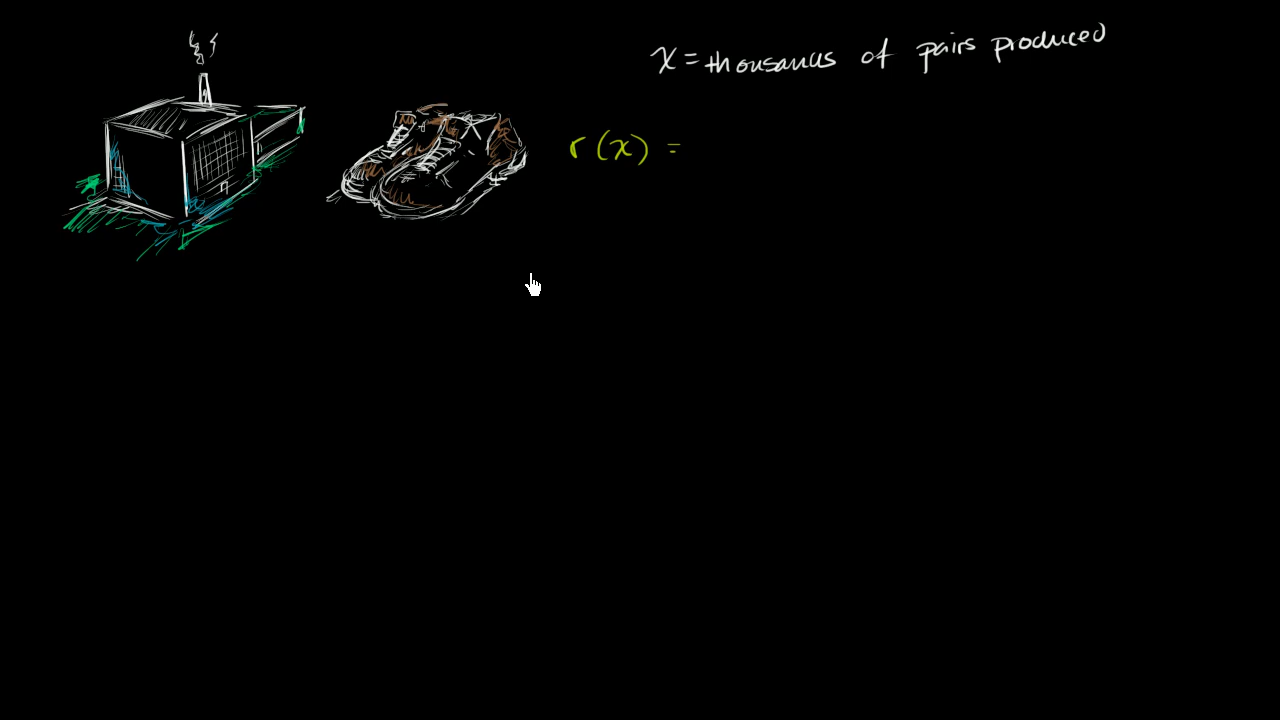 x = thousands of pairs produced
r(x) =